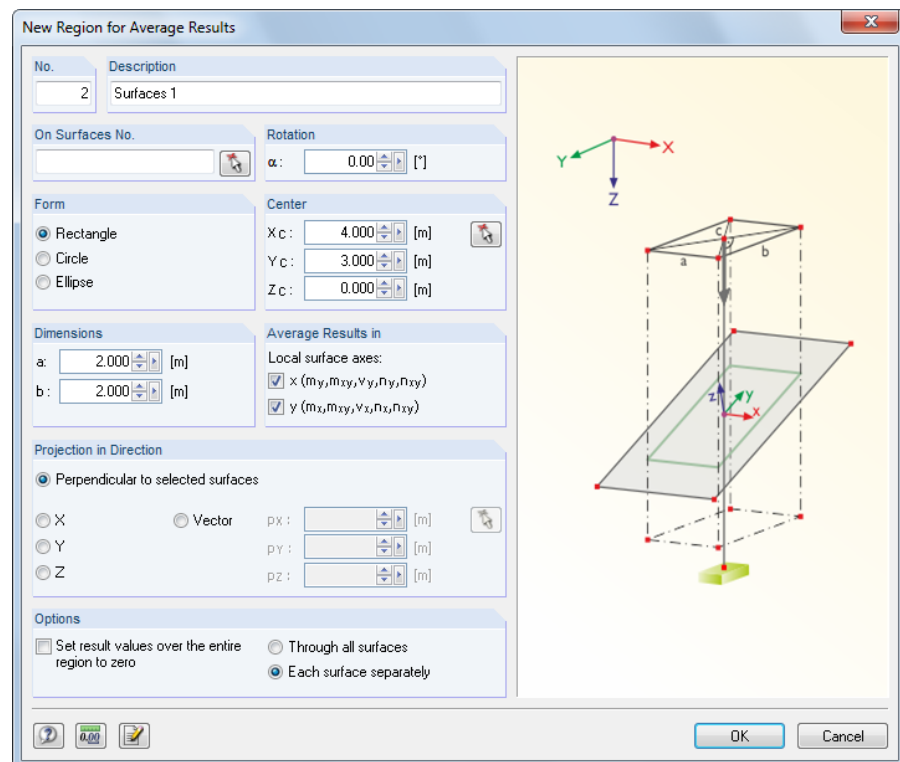 New Region for Average Results
x
No. Description
2 Surfaces 1
On Surfaces No. Rotation
α: 0.00 [°]
Form Center
Rectangle Xc: 4.000 [m]
Circle Yc: 3.000 [m]
Ellipse Zc: 0.000 [m]
Dimensions Average Results in
a: 2.000 [m] Local surface axes:
b: 2.000 [m] x (my,mxy,vy,ny,nxy)
y (mx,mxy,vx,nx,nxy)
Projection in Direction
Perpendicular to selected surfaces
X Vector pX: [m]
Y pY: [m]
Z pZ: [m]
Options
Set result values over the entire region to zero
Through all surfaces
Each surface separately
Y X
Z
c
a b
z y
x
0.00
OK Cancel